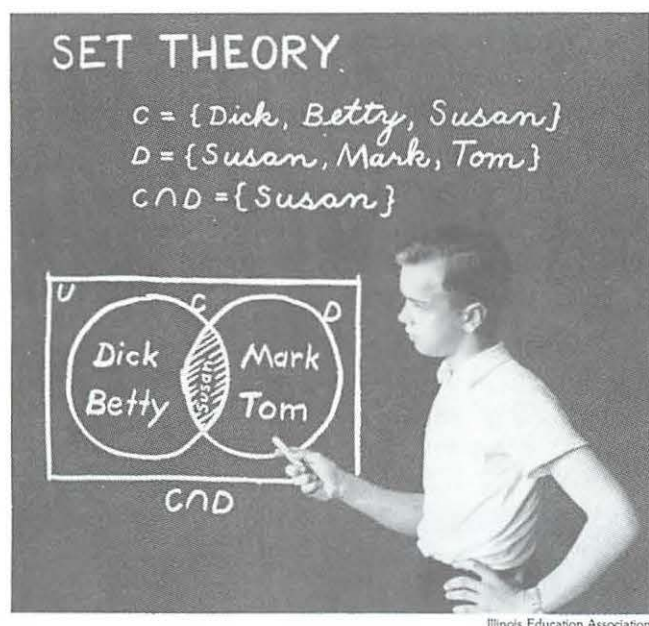 SET THEORY.
C = {Dick, Betty, Susan}
D = {Susan, Mark, Tom}
C∩D = {Susan}
U
C
D
Dick
Betty
Susan
Mark
Tom
C∩D
Illinois Education Association